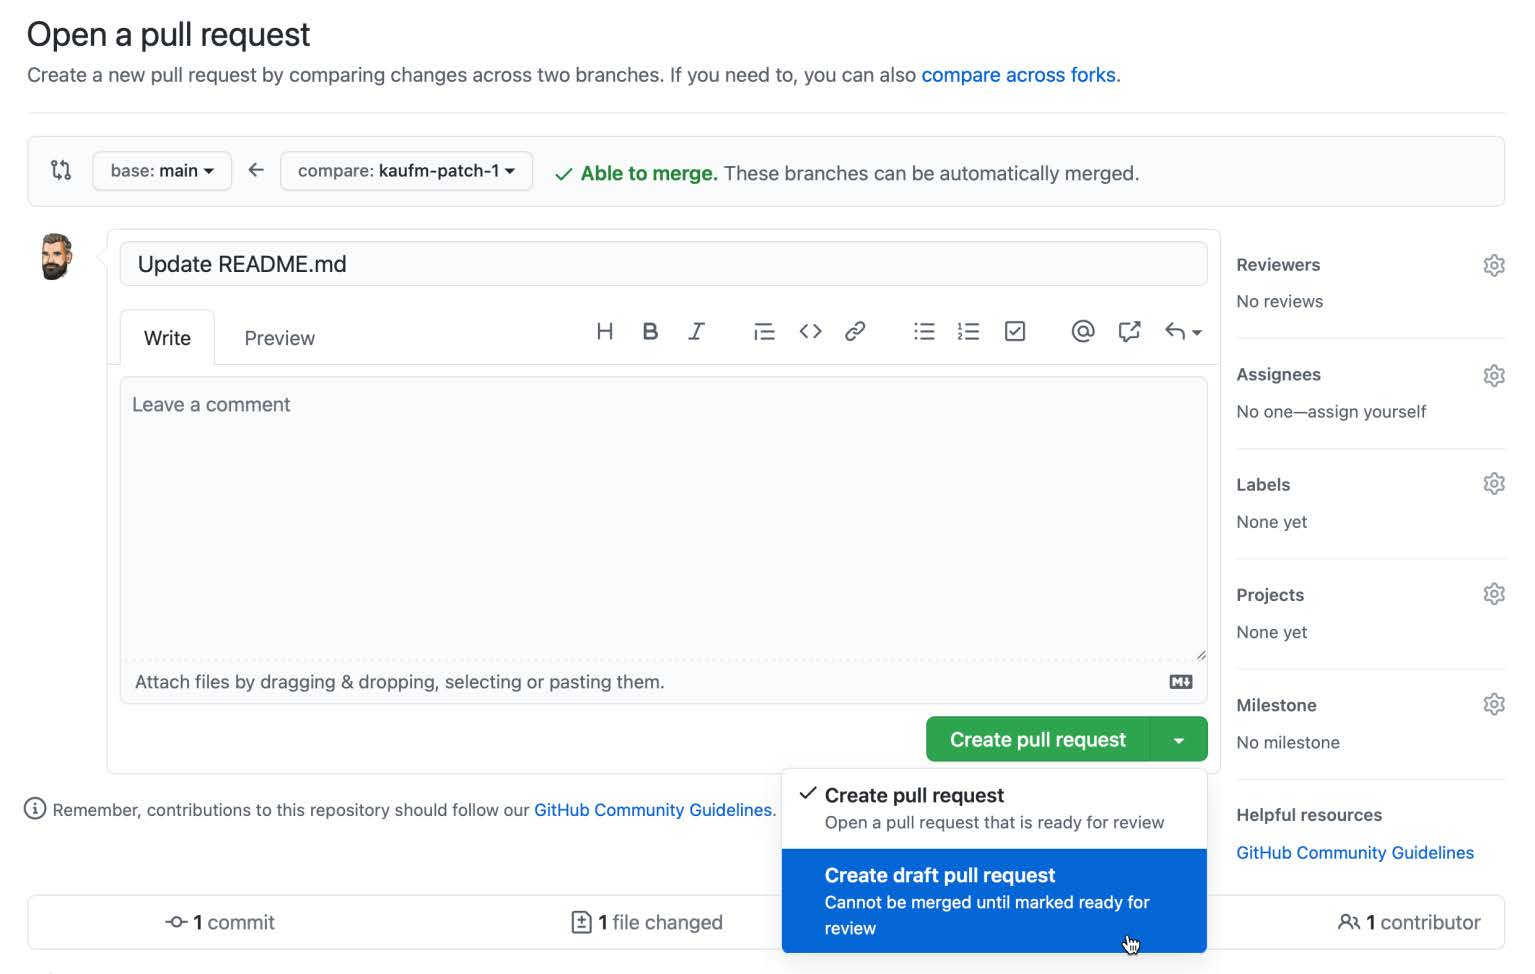 Open a pull request
Create a new pull request by comparing changes across two branches. If you need to, you can also compare across forks.
base: main
compare: kaufm-patch-1
Able to merge. These branches can be automatically merged.
Update README.md
Write
Preview
H B I
Leave a comment
Attach files by dragging & dropping, selecting or pasting them.
M
Create pull request
Create pull request
Open a pull request that is ready for review
Create draft pull request
Cannot be merged until marked ready for
review
Remember, contributions to this repository should follow our GitHub Community Guidelines.
1 commit
1 file changed
1 contributor
Reviewers
No reviews
Assignees
No one—assign yourself
Labels
None yet
Projects
None yet
Milestone
No milestone
Helpful resources
GitHub Community Guidelines